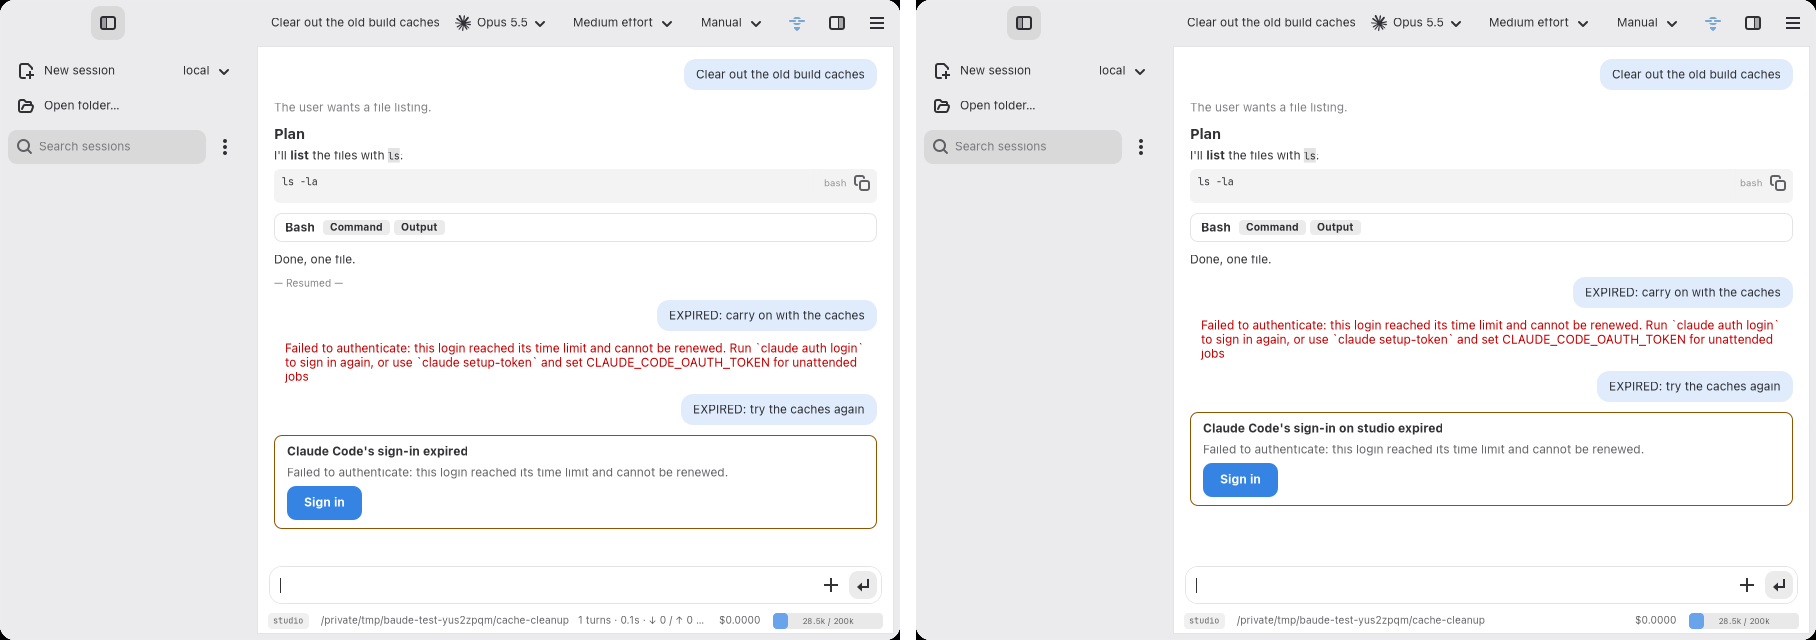 Clear out the old build caches Opus 5.5 Medium effort Manual
New session local
Open folder...
Search sessions
Clear out the old build caches
The user wants a file listing.
Plan
I'll list the files with ls.
ls -la bash
Bash Command Output
Done, one file.
— Resumed —
EXPIRED: carry on with the caches
Failed to authenticate: this login reached its time limit and cannot be renewed. Run `claude auth login`
to sign in again, or use `claude setup-token` and set CLAUDE_CODE_OAUTH_TOKEN for unattended
jobs
EXPIRED: try the caches again
Claude Code's sign-in expired
Failed to authenticate: this login reached its time limit and cannot be renewed.
Sign in
studio /private/tmp/baude-test-yus2zpqm/cache-cleanup 1 turns · 0.1s · ↓ 0 / ↑ 0 ... $0.0000 28.5k / 200k
Clear out the old build caches Opus 5.5 Medium effort Manual
New session local
Open folder...
Search sessions
Clear out the old build caches
The user wants a file listing.
Plan
I'll list the files with ls.
ls -la bash
Bash Command Output
Done, one file.
EXPIRED: carry on with the caches
Failed to authenticate: this login reached its time limit and cannot be renewed. Run `claude auth login`
to sign in again, or use `claude setup-token` and set CLAUDE_CODE_OAUTH_TOKEN for unattended
jobs
EXPIRED: try the caches again
Claude Code's sign-in on studio expired
Failed to authenticate: this login reached its time limit and cannot be renewed.
Sign in
studio /private/tmp/baude-test-yus2zpqm/cache-cleanup $0.0000 28.5k / 200k